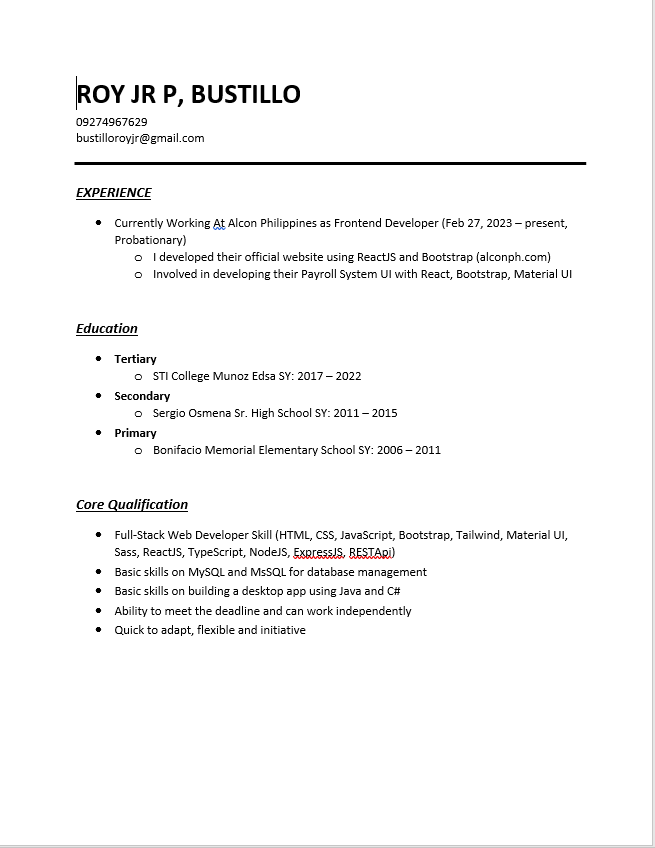 ROY JR P, BUSTILLO
09274967629
bustilloroyjr@gmail.com
EXPERIENCE
• Currently Working At Alcon Philippines as Frontend Developer (Feb 27, 2023 – present,
Probationary)
o I developed their official website using ReactJS and Bootstrap (alconph.com)
o Involved in developing their Payroll System UI with React, Bootstrap, Material UI
Education
• Tertiary
o STI College Munoz Edsa SY: 2017 – 2022
• Secondary
o Sergio Osmena Sr. High School SY: 2011 – 2015
• Primary
o Bonifacio Memorial Elementary School SY: 2006 – 2011
Core Qualification
• Full-Stack Web Developer Skill (HTML, CSS, JavaScript, Bootstrap, Tailwind, Material UI,
Sass, ReactJS, TypeScript, NodeJS, ExpressJS, RESTApi)
• Basic skills on MySQL and MsSQL for database management
• Basic skills on building a desktop app using Java and C#
• Ability to meet the deadline and can work independently
• Quick to adapt, flexible and initiative